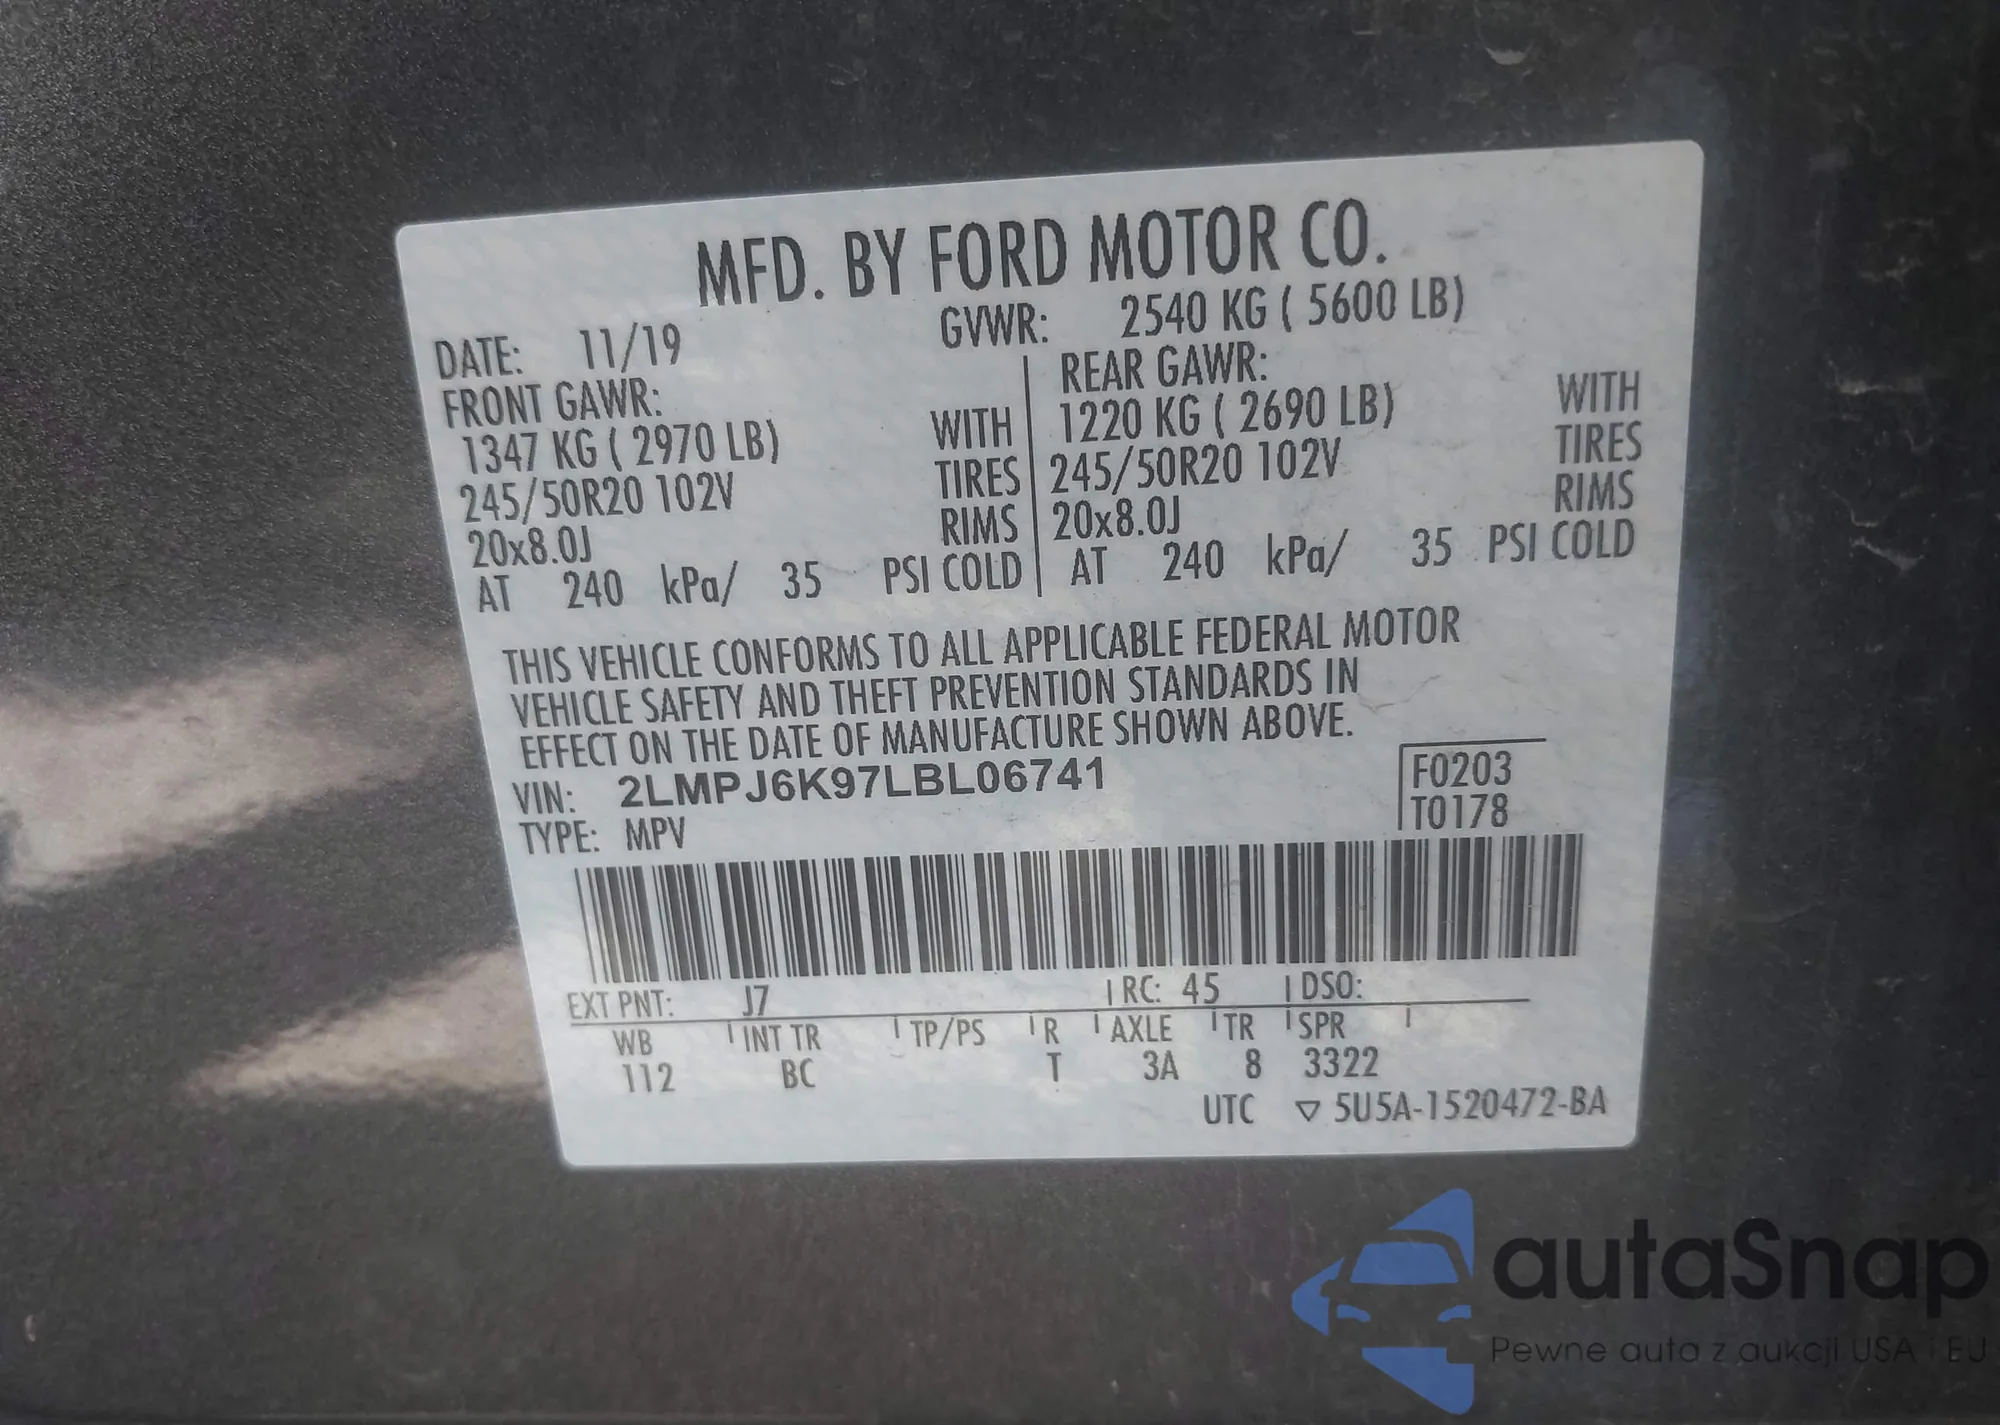 MFD. BY FORD MOTOR CO.
DATE: 11/19 GVWR: 2540 KG ( 5600 LB)
FRONT GAWR: REAR GAWR:
1347 KG ( 2970 LB) WITH 1220 KG ( 2690 LB) WITH
245/50R20 102V TIRES 245/50R20 102V TIRES
20x8.0J RIMS 20x8.0J RIMS
AT 240 kPa/ 35 PSI COLD AT 240 kPa/ 35 PSI COLD
THIS VEHICLE CONFORMS TO ALL APPLICABLE FEDERAL MOTOR
VEHICLE SAFETY AND THEFT PREVENTION STANDARDS IN
EFFECT ON THE DATE OF MANUFACTURE SHOWN ABOVE.
VIN: 2LMPJ6K97LBL06741 F0203
TYPE: MPV T0178
EXT PNT: J7 RC: 45 DSO:
WB INT TR TP/PS R AXLE TR SPR
112 BC T 3A 8 3322
UTC ▽ 5U5A-1520472-BA
autaSnap
Pewne auta z aukcji USA i EU